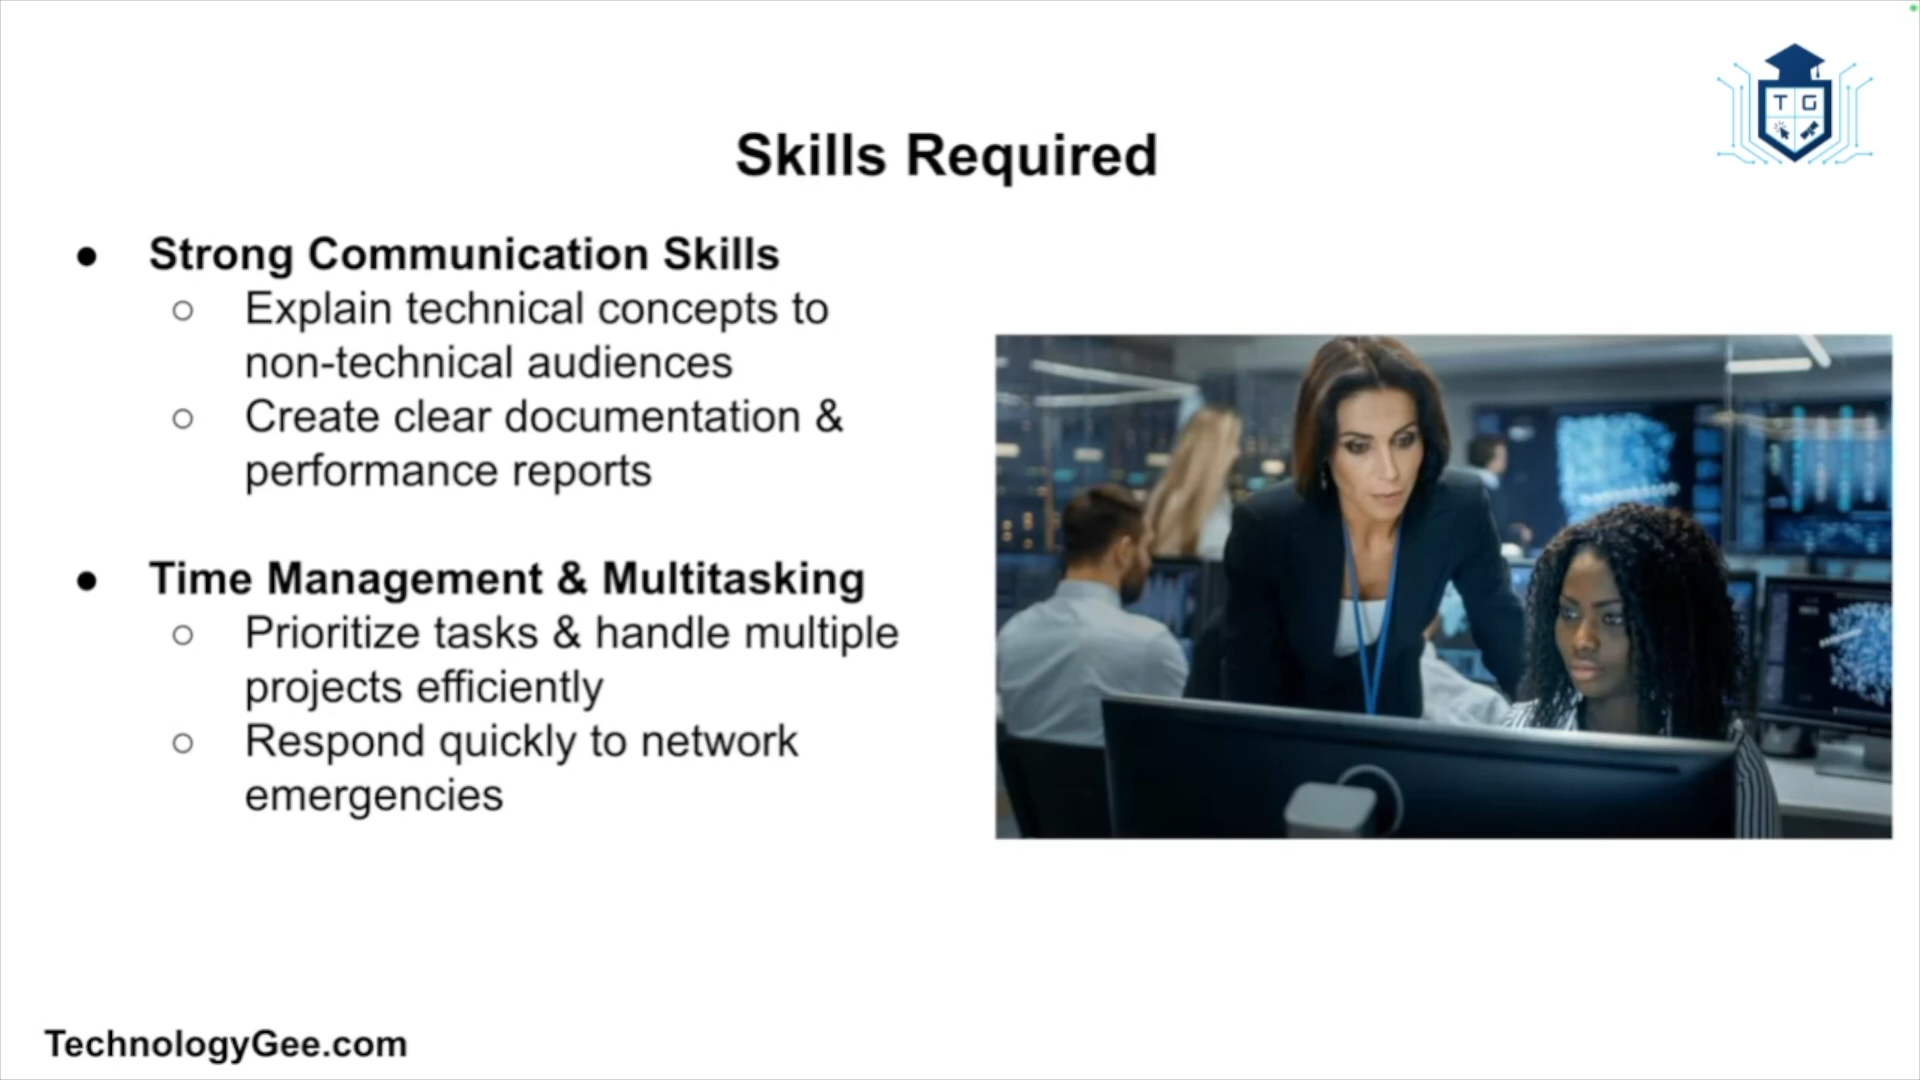 T G
Skills Required
● Strong Communication Skills
○ Explain technical concepts to
non-technical audiences
○ Create clear documentation &
performance reports
● Time Management & Multitasking
○ Prioritize tasks & handle multiple
projects efficiently
○ Respond quickly to network
emergencies
TechnologyGee.com